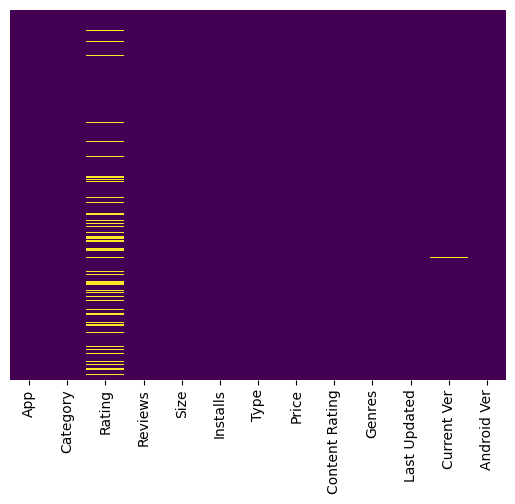 App
Category
Rating
Reviews
Size
Installs
Type
Price
Content Rating
Genres
Last Updated
Current Ver
Android Ver